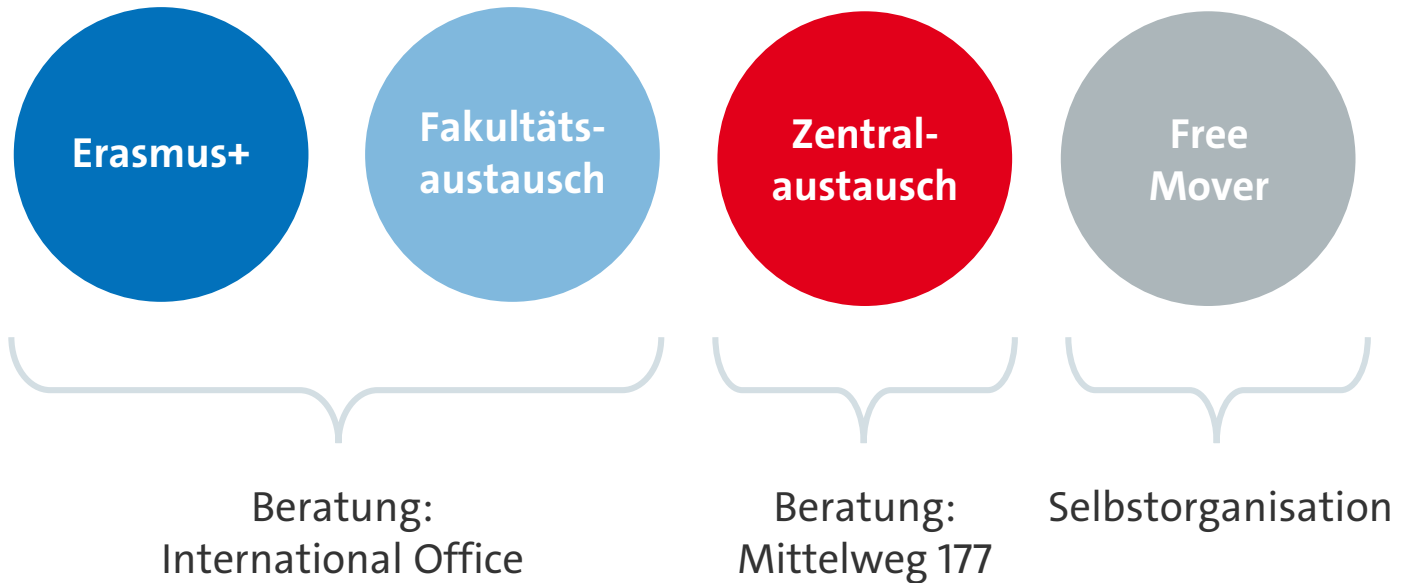 Erasmus+
Fakultäts-
austausch
Zentral-
austausch
Free
Mover
Beratung:
International Office
Beratung:
Mittelweg 177
Selbstorganisation